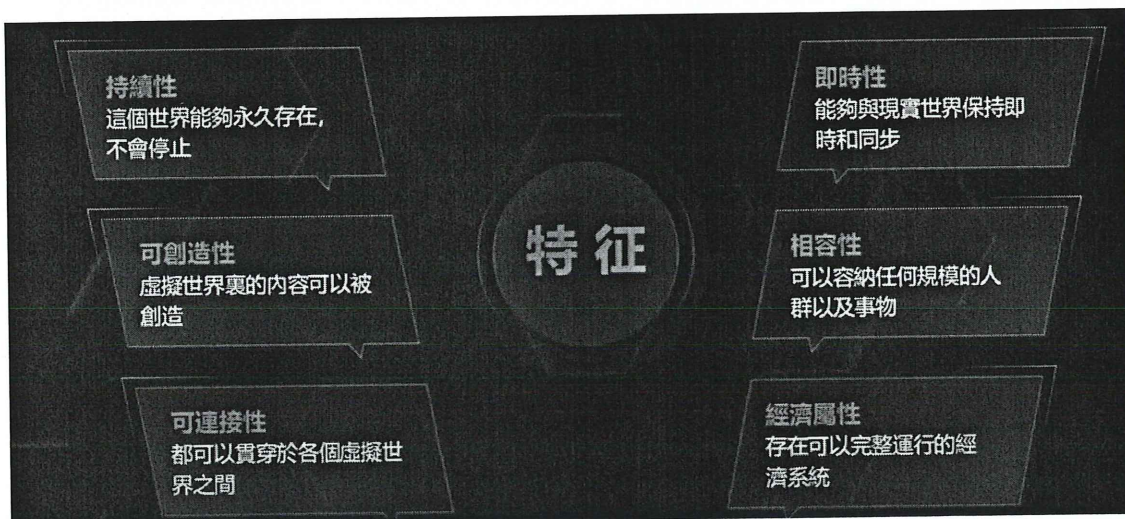 持續性
這個世界能夠永久存在,
不會停止
可創造性
虛擬世界裏的內容可以被
創造
可連接性
都可以貫穿於各個虛擬世
界之間
特征
即時性
能夠與現實世界保持即
時和同步
相容性
可以容納任何規模的人
群以及事物
經濟屬性
存在可以完整運行的經
濟系統